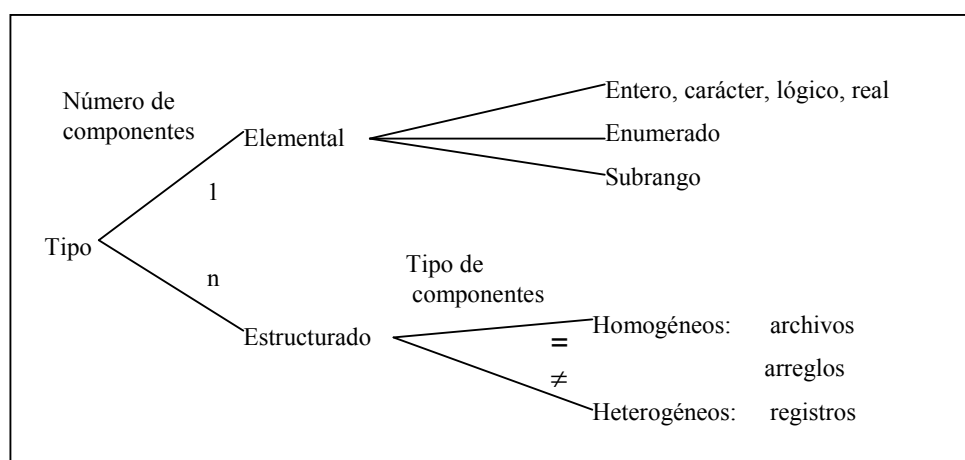 Número de
componentes
Elemental
Entero, carácter, lógico, real
Enumerado
Subrango
1
Tipo
n
Tipo de
componentes
Estructurado
Homogéneos: archivos
=
≠
arreglos
Heterogéneos: registros